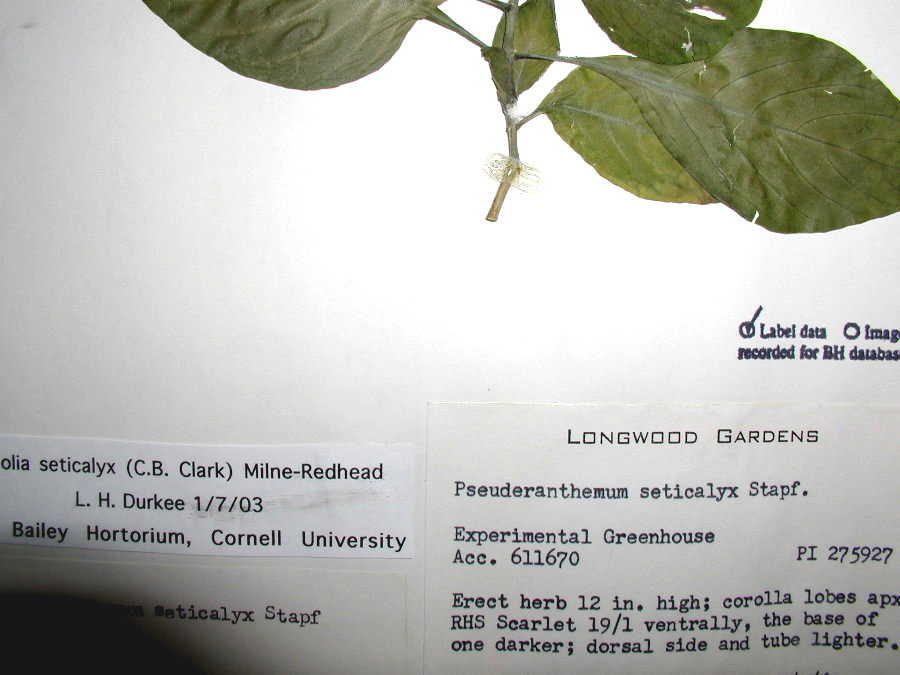 Label data
recorded for BH
LONGWOOD GARDENS
Pseuderanthemum seticalyx Stapf.
Experimental Greenhouse
Acc. 611670 PI 275927
Erect herb 12 in. high; corolla lobes apx
RHS Scarlet 19/1 ventrally, the base of
one darker; dorsal side and tube lighter.
olia seticalyx (C.B. Clark) Milne-Redhead
L. H. Durkee 1/7/03
Bailey Hortorium, Cornell University
seticalyx Stapf